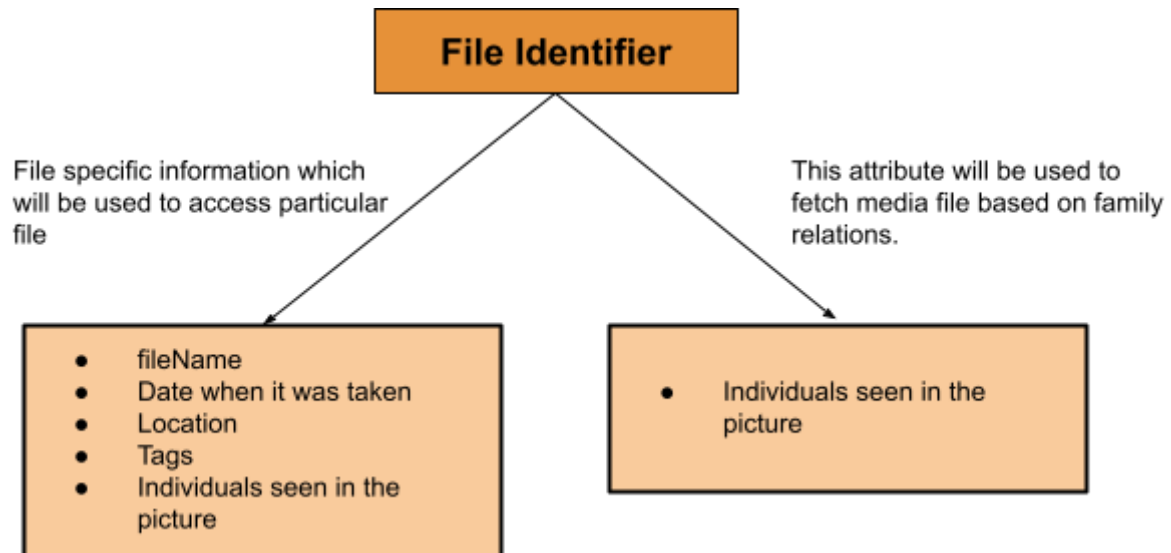 File Identifier
File specific information which
will be used to access particular
file
This attribute will be used to
fetch media file based on family
relations.
● fileName
● Date when it was taken
● Location
● Tags
● Individuals seen in the
picture
● Individuals seen in the
picture